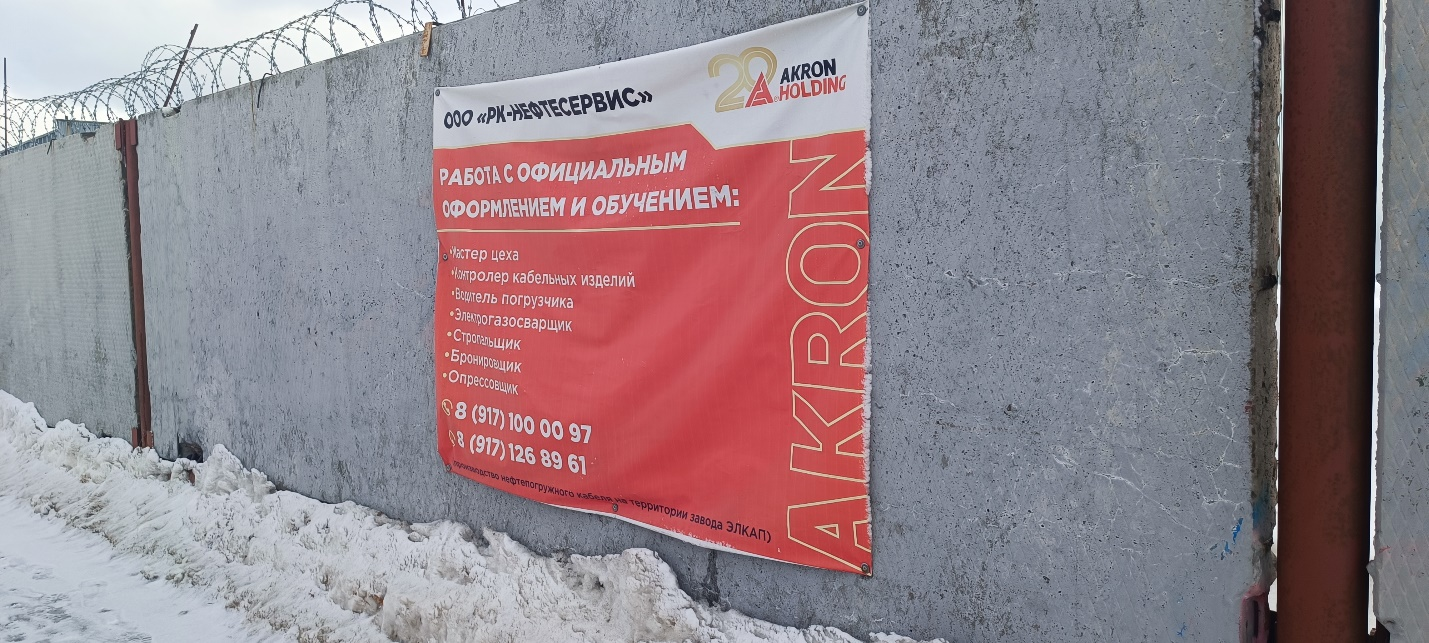 ООО «РК-НЕФТЕСЕРВИС»
20 AKRON
HOLDING
РАБОТА С ОФИЦИАЛЬНЫМ
ОФОРМЛЕНИЕМ И ОБУЧЕНИЕМ:
•Мастер цеха
•Контролер кабельных изделий
•Водитель погрузчика
•Электрогазосварщик
•Стропальщик
•Бронировщик
•Опрессовщик
8 (917) 100 00 97
8 (917) 126 89 61
производство нефтепогружного кабеля на территории завода ЭЛКАП)
AKRON